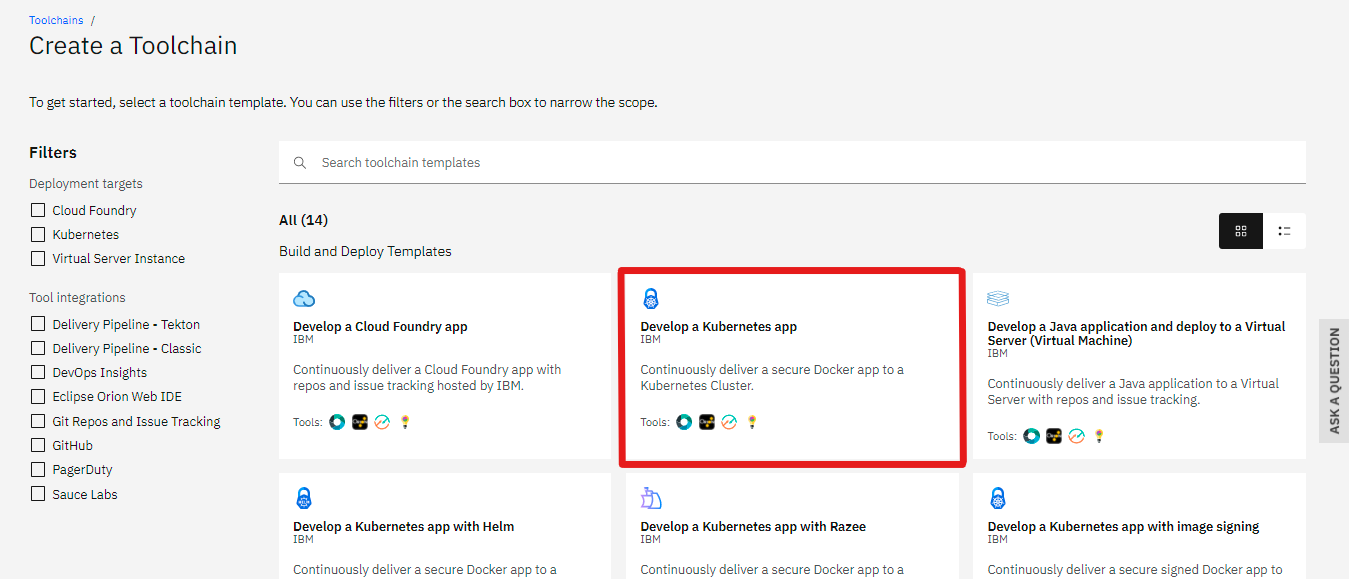 Toolchains /
Create a Toolchain
To get started, select a toolchain template. You can use the filters or the search box to narrow the scope.
Filters
Deployment targets
Cloud Foundry
Kubernetes
Virtual Server Instance
Tool integrations
Delivery Pipeline - Tekton
Delivery Pipeline - Classic
DevOps Insights
Eclipse Orion Web IDE
Git Repos and Issue Tracking
GitHub
PagerDuty
Sauce Labs
Search toolchain templates
All (14)
Build and Deploy Templates
Develop a Cloud Foundry app
IBM
Continuously deliver a Cloud Foundry app with
repos and issue tracking hosted by IBM.
Tools:
Develop a Kubernetes app
IBM
Continuously deliver a secure Docker app to a
Kubernetes Cluster.
Tools:
Develop a Java application and deploy to a Virtual
Server (Virtual Machine)
IBM
Continuously deliver a Java application to a Virtual
Server with repos and issue tracking.
Tools:
Develop a Kubernetes app with Helm
IBM
Continuously deliver a secure Docker app to a
Develop a Kubernetes app with Razee
IBM
Continuously deliver a secure Docker app to a
Develop a Kubernetes app with image signing
IBM
Continuously deliver a secure signed Docker app to
ASK A QUESTION